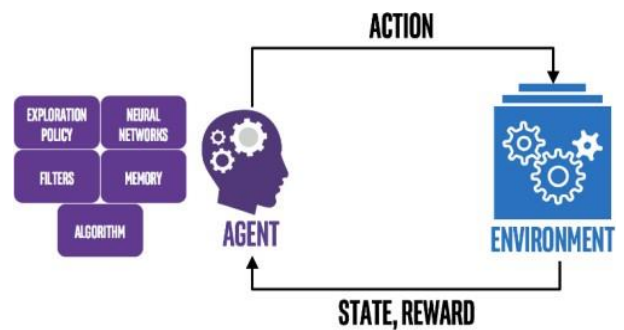 ACTION
EXPLORATION
POLICY
NEURAL
NETWORKS
FILTERS
MEMORY
ALGORITHM
AGENT
ENVIRONMENT
STATE, REWARD